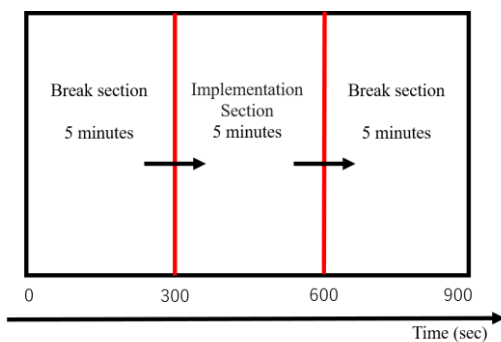 Break section
5 minutes
Implementation
Section
5 minutes
Break section
5 minutes
0
300
600
900
Time (sec)